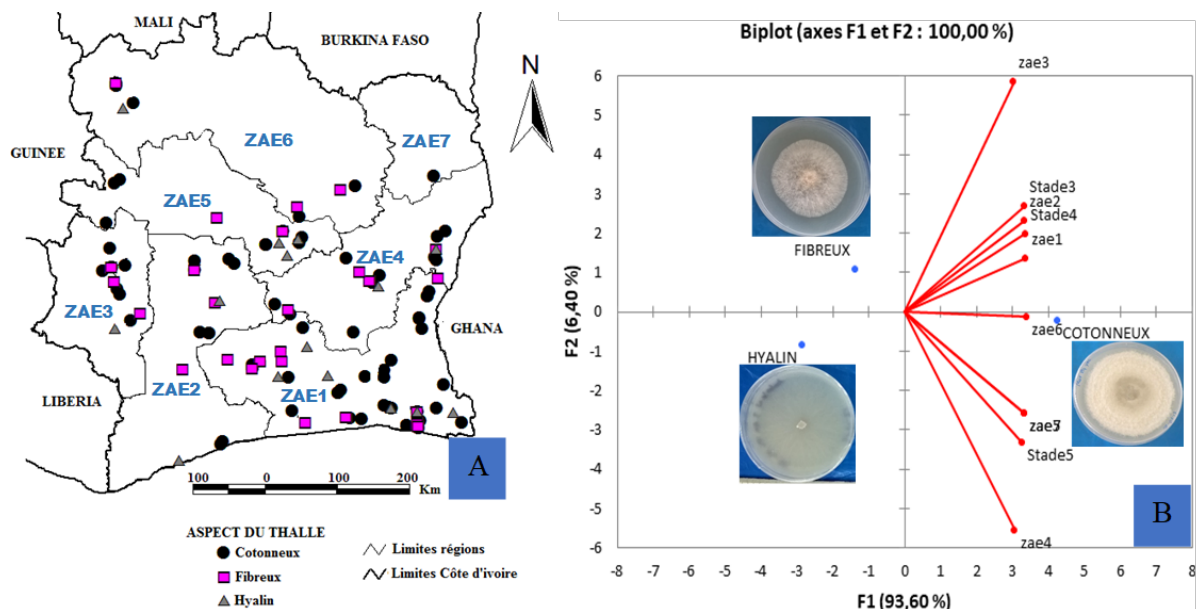 MALI
BURKINA FASO
N
ZAE6
ZAE7
GUINEE
ZAE5
ZAE4
ZAE3
GHANA
ZAE2
LIBERIA
ZAE1
100 0 100 200
Km
A
ASPECT DU THALLE
Cotonneux
Fibreux
Hyalin
Limites régions
Limites Côte d'ivoire
Biplot (axes F1 et F2 : 100,00 %)
F2 (6,40 %)
6
5
4
3
2
1
0
-1
-2
-3
-4
-5
-6
zae3
Stade3
zae2
Stade4
zae1
FIBREUX
zae6
COTONNEUX
HYALIN
Stade5
zae4
B
-8 -7 -6 -5 -4 -3 -2 -1 0 1 2 3 4 5 6 7 8
F1 (93,60 %)